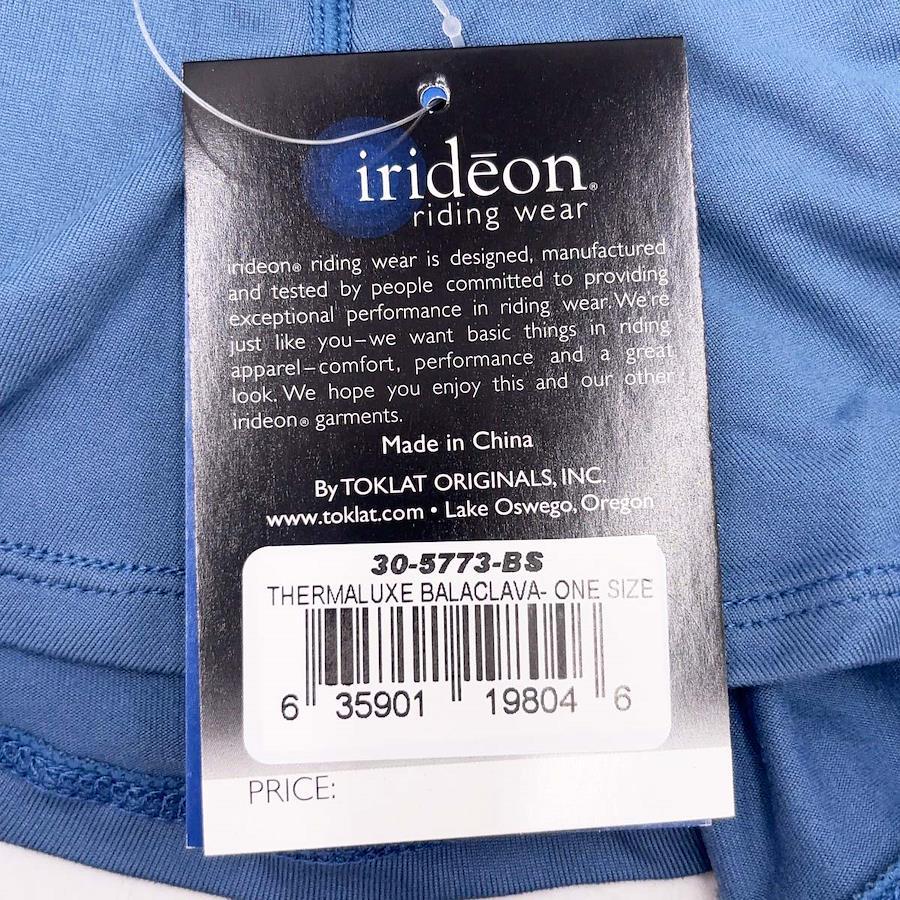 iridēon®
riding wear
irideon® riding wear is designed, manufactured
and tested by people committed to providing
exceptional performance in riding wear. We're
just like you–we want basic things in riding
apparel–comfort, performance and a great
look. We hope you enjoy this and our other
irideon® garments.
Made in China
By TOKLAT ORIGINALS, INC.
www.toklat.com • Lake Oswego, Oregon
30-5773-BS
THERMALUXE BALACLAVA- ONE SIZE
6 35901 19804 6
PRICE: